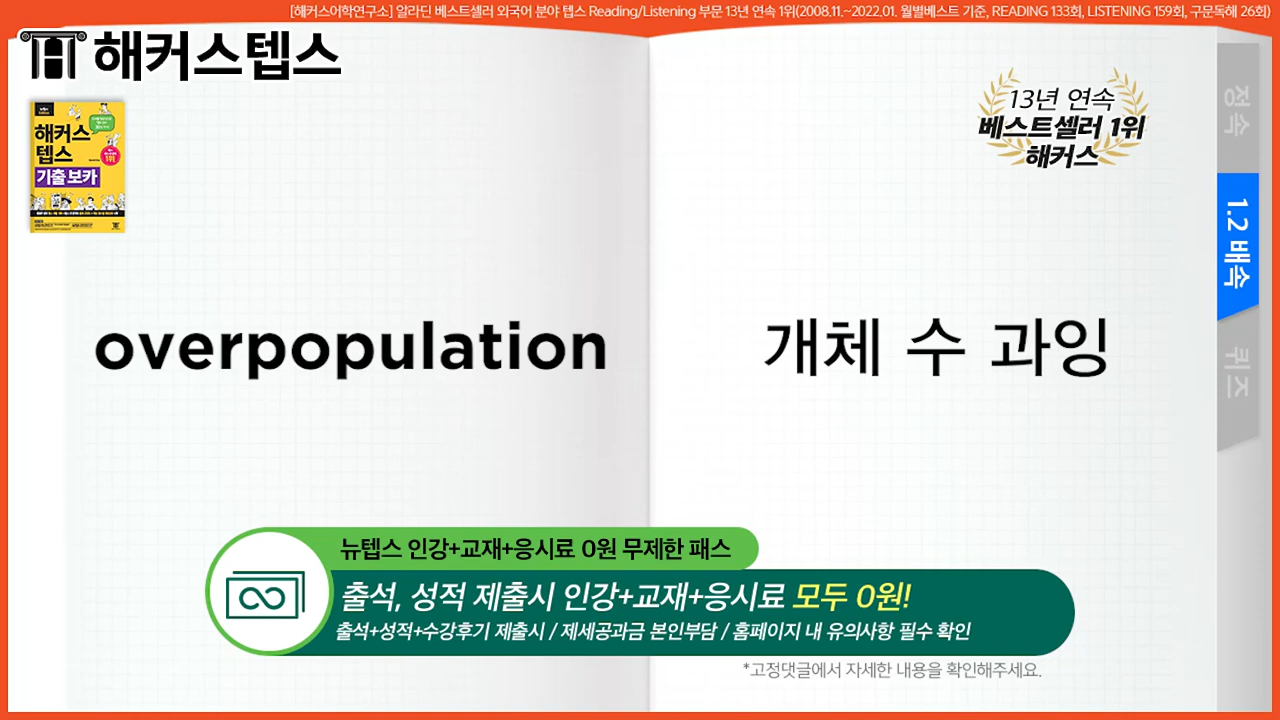 [해커스어학연구소] 알라딘 베스트셀러 외국어 분야 텝스 Reading/Listening 부문 13년 연속 1위(2008.11.~2022.01. 월별베스트 기준, READING 133회, LISTENING 159회, 구문독해 26회)
해커스텝스
해커스
텝스
기출 보카
13년 연속
베스트셀러 1위
해커스
정속
1.2 배속
퀴즈
overpopulation
개체 수 과잉
뉴텝스 인강+교재+응시료 0원 무제한 패스
출석, 성적 제출시 인강+교재+응시료 모두 0원!
출석+성적+수강후기 제출시 / 제세공과금 본인부담 / 홈페이지 내 유의사항 필수 확인
*고정댓글에서 자세한 내용을 확인해주세요.